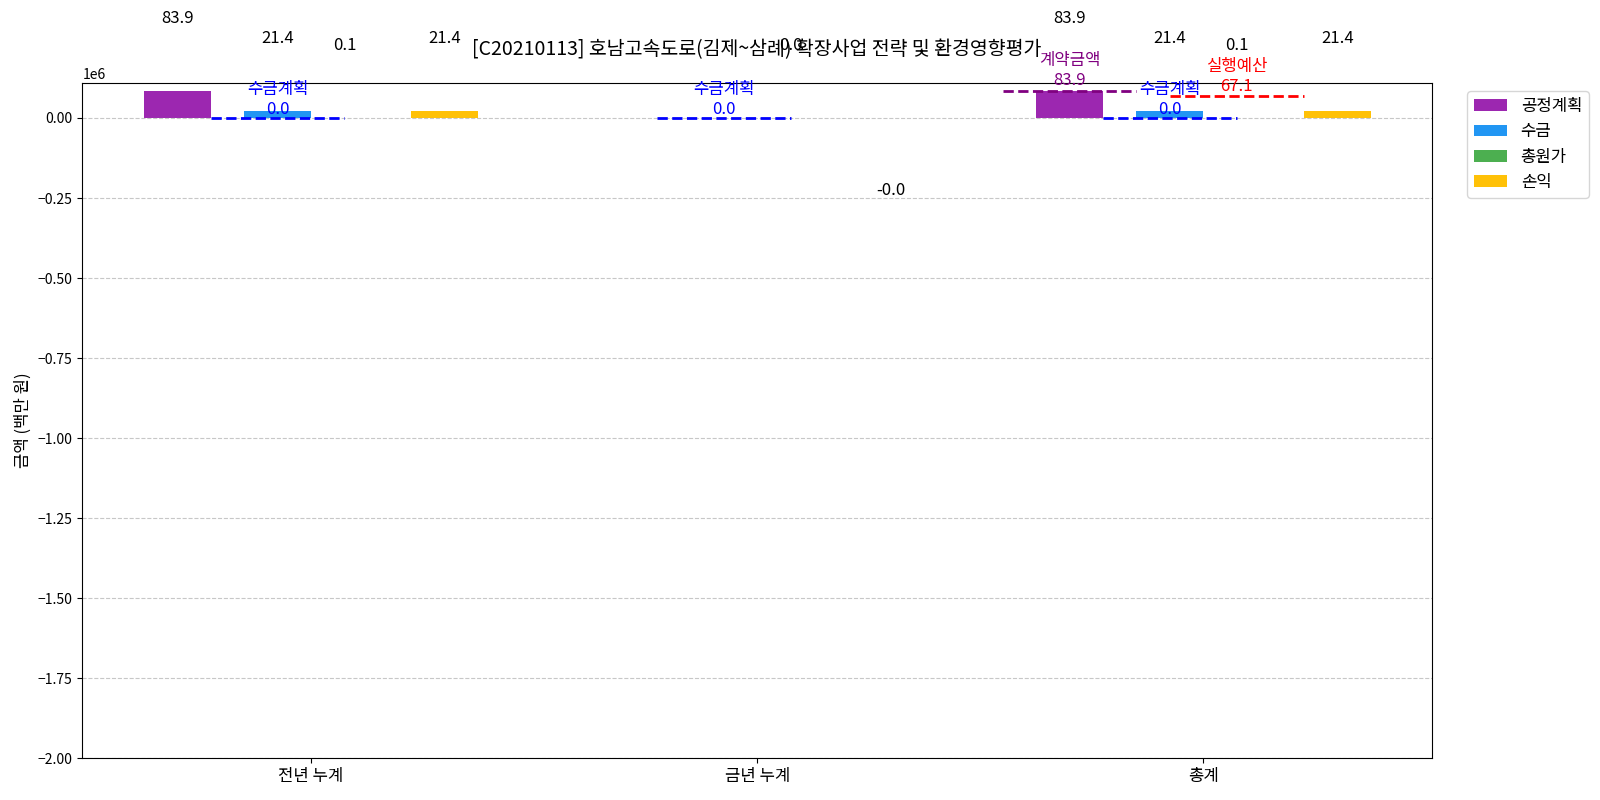 83.9
21.4
0.1
21.4
0.0
83.9
21.4
0.1
21.4
[C20210113] 호남고속도로(김제~삼례) 확장사업 전략 및 환경영향평가
계약금액
83.9
실행예산
67.1
1e6
수금계획
0.0
수금계획
0.0
수금계획
0.0
-0.0
0.00
−0.25
−0.50
−0.75
−1.00
−1.25
−1.50
−1.75
−2.00
금액 (백만 원)
전년 누계
금년 누계
총계
공정계획
수금
총원가
손익